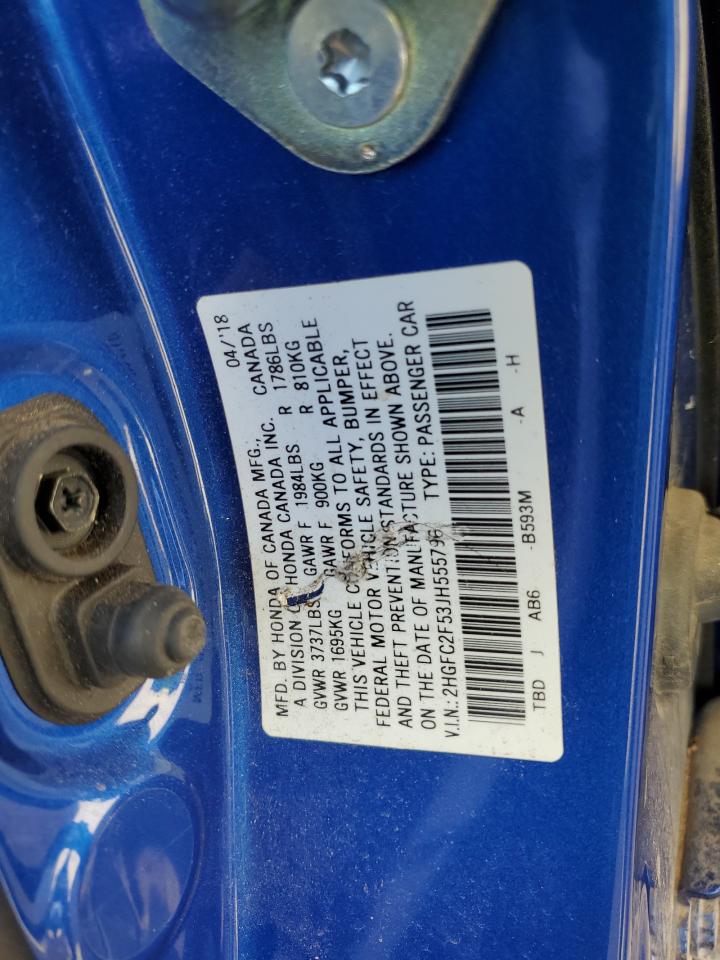 04/'18
MFD. BY HONDA OF CANADA MFG., CANADA
A DIVISION HONDA CANADA INC.
GVWR 3737LBS GAWR F 1984LBS R 1786LBS
GVWR 1695KG GAWR F 900KG R 810KG
THIS VEHICLE CONFORMS TO ALL APPLICABLE
FEDERAL MOTOR VEHICLE SAFETY, BUMPER,
AND THEFT PREVENTION STANDARDS IN EFFECT
ON THE DATE OF MANUFACTURE SHOWN ABOVE.
V.I.N.: 2HGFC2F53JH555796 TYPE: PASSENGER CAR
TBD J AB6 -B593M -A -H